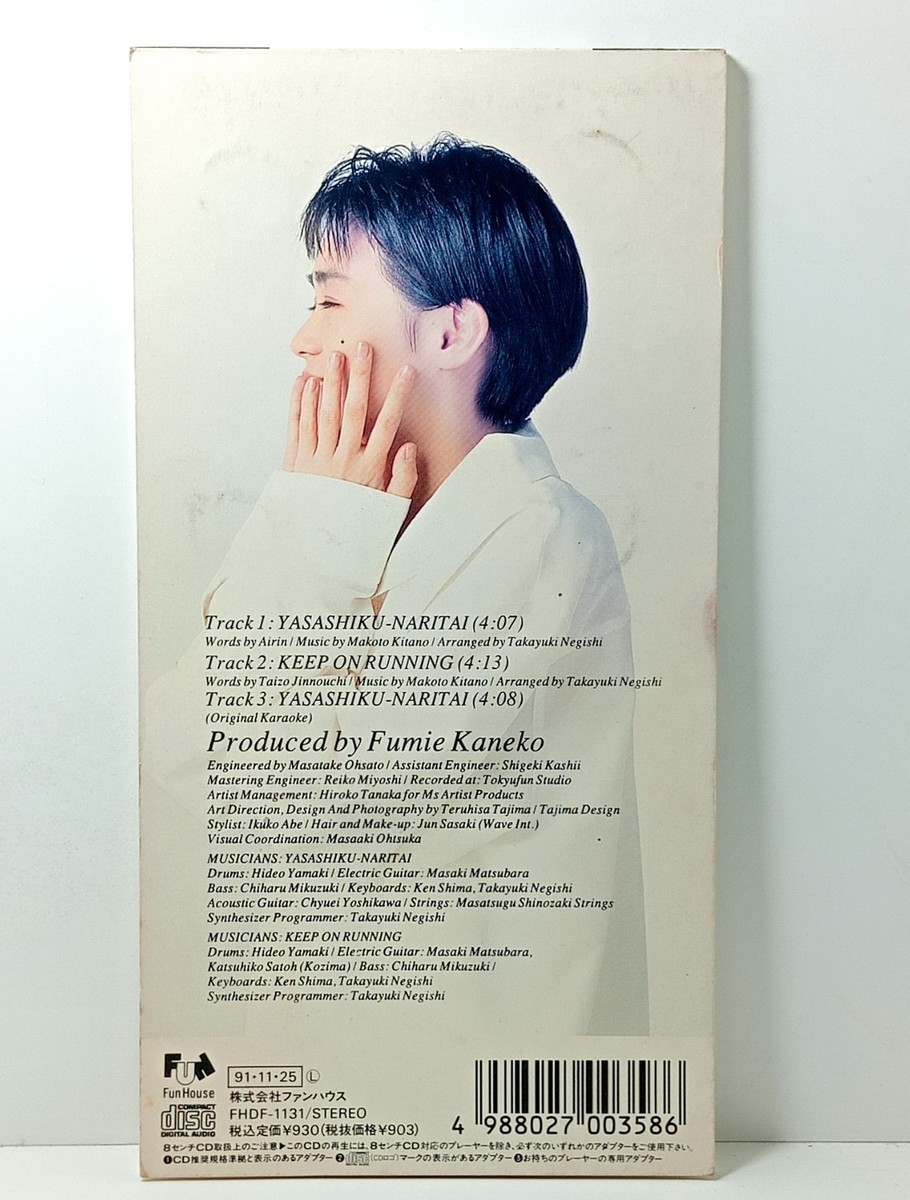 Track 1: YASASHIKU-NARITAI (4:07)
Words by Airin / Music by Makoto Kitano / Arranged by Takayuki Negishi
Track 2: KEEP ON RUNNING (4:13)
Words by Taizo Jinnouchi / Music by Makoto Kitano / Arranged by Takayuki Negishi
Track 3: YASASHIKU-NARITAI (4:08)
(Original Karaoke)
Produced by Fumie Kaneko
Engineered by Masatake Ohsato / Assistant Engineer: Shigeki Kashii
Mastering Engineer: Reiko Miyoshi / Recorded at: Tokyufun Studio
Artist Management: Hiroko Tanaka for Ms Artist Products
Art Direction, Design And Photography by Teruhisa Tajima / Tajima Design
Stylist: Ikuko Abe / Hair and Make-up: Jun Sasaki (Wave Int.)
Visual Coordination: Masaaki Ohtsuka
MUSICIANS: YASASHIKU-NARITAI
Drums: Hideo Yamaki / Electric Guitar: Masaki Matsubara
Bass: Chiharu Mikuzuki / Keyboards: Ken Shima, Takayuki Negishi
Acoustic Guitar: Chyuei Yoshikawa / Strings: Masatsugu Shinozaki Strings
Synthesizer Programmer: Takayuki Negishi
MUSICIANS: KEEP ON RUNNING
Drums: Hideo Yamaki / Electric Guitar: Masaki Matsubara,
Katsuhiko Satoh (Kozima) / Bass: Chiharu Mikuzuki /
Keyboards: Ken Shima, Takayuki Negishi
Synthesizer Programmer: Takayuki Negishi
FUN
Fun House
COMPACT
disc
DIGITAL AUDIO
91・11・25 Ⓛ
株式会社ファンハウス
FHDF-1131/STEREO
税込定価¥930(税抜価格¥903)
4 988027 003586
8センチCD取扱上のご注意▶このCDの再生には、8センチCD対応のプレーヤーを除き、必ず次のいずれかのアダプターをご使用下さい。
❶CD推奨規格準拠と表示のあるアダプター ❷disc(CDロゴ)マークの表示があるアダプター ❸お持ちのプレーヤーの専用アダプター